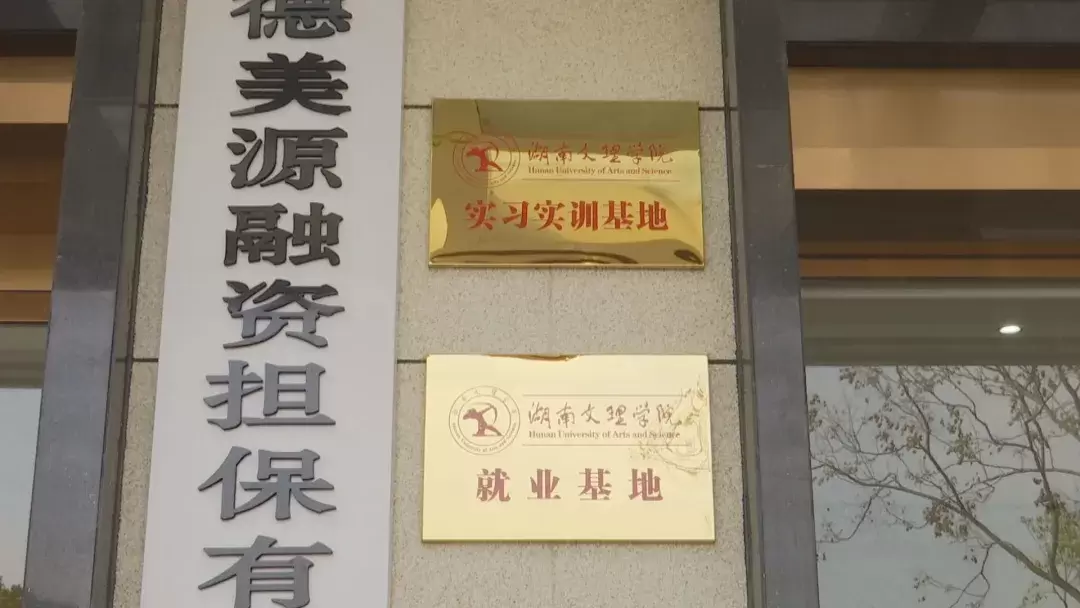 德美源融资担保有
湖南文理学院
Hunan University of Arts and Science
实习实训基地
湖南文理学院
Hunan University of Arts and Science
就业基地